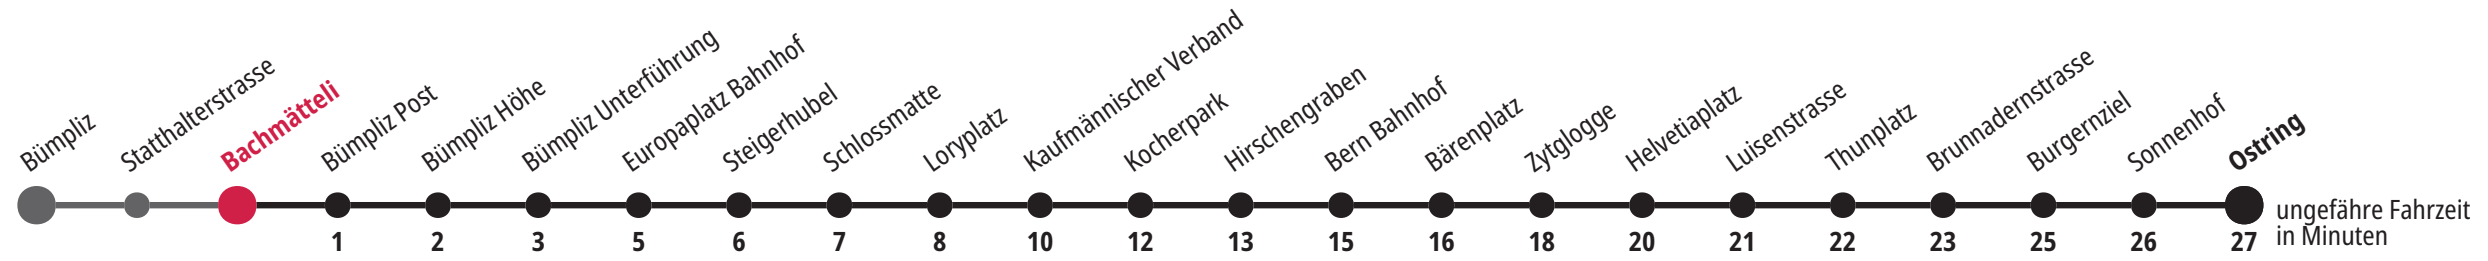 Bümpliz
Statthalterstrasse
Bachmätteli
Bümpliz Post
Bümpliz Höhe
Bümpliz Unterführung
Europaplatz Bahnhof
Steigerhubel
Schlossmatte
Loryplatz
Kaufmännischer Verband
Kocherpark
Hirschengraben
Bern Bahnhof
Bärenplatz
Zytglogge
Helvetiaplatz
Luisenstrasse
Thunplatz
Brunnadernstrasse
Burgernziel
Sonnenhof
Ostring
1 2 3 5 6 7 8 10 12 13 15 16 18 20 21 22 23 25 26 27
ungefähre Fahrzeit
in Minuten